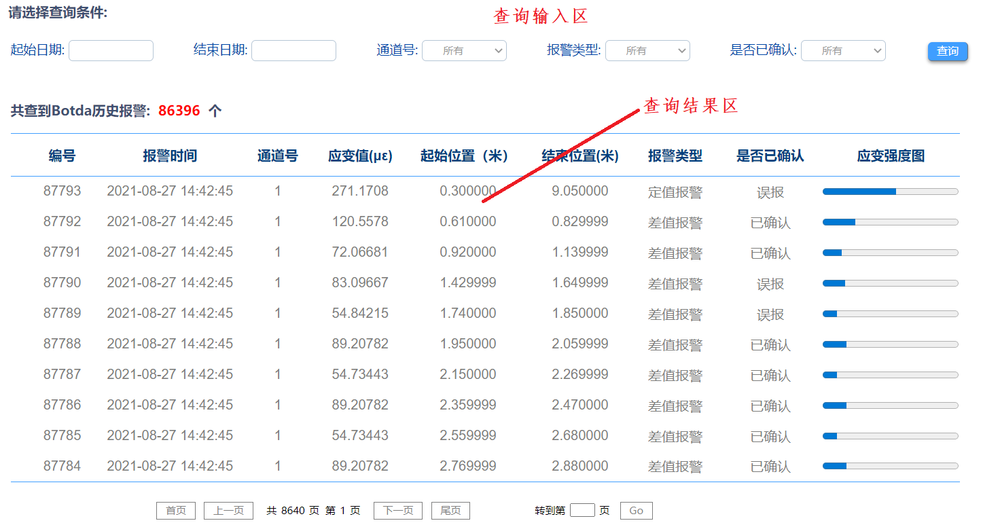 请选择查询条件:
查询输入区
起始日期: 结束日期: 通道号: 所有 报警类型: 所有 是否已确认: 所有 查询
共查到Botda历史报警: 86396 个
查询结果区
编号 报警时间 通道号 应变值(με) 起始位置（米） 结束位置(米) 报警类型 是否已确认 应变强度图
87793 2021-08-27 14:42:45 1 271.1708 0.300000 9.050000 定值报警 误报
87792 2021-08-27 14:42:45 1 120.5578 0.610000 0.829999 差值报警 已确认
87791 2021-08-27 14:42:45 1 72.06681 0.920000 1.139999 差值报警 已确认
87790 2021-08-27 14:42:45 1 83.09667 1.429999 1.649999 差值报警 误报
87789 2021-08-27 14:42:45 1 54.84215 1.740000 1.850000 差值报警 误报
87788 2021-08-27 14:42:45 1 89.20782 1.950000 2.059999 差值报警 已确认
87787 2021-08-27 14:42:45 1 54.73443 2.150000 2.269999 差值报警 已确认
87786 2021-08-27 14:42:45 1 89.20782 2.359999 2.470000 差值报警 已确认
87785 2021-08-27 14:42:45 1 54.73443 2.559999 2.680000 差值报警 已确认
87784 2021-08-27 14:42:45 1 89.20782 2.769999 2.880000 差值报警 已确认
首页 上一页 共 8640 页 第 1 页 下一页 尾页 转到第 页 Go